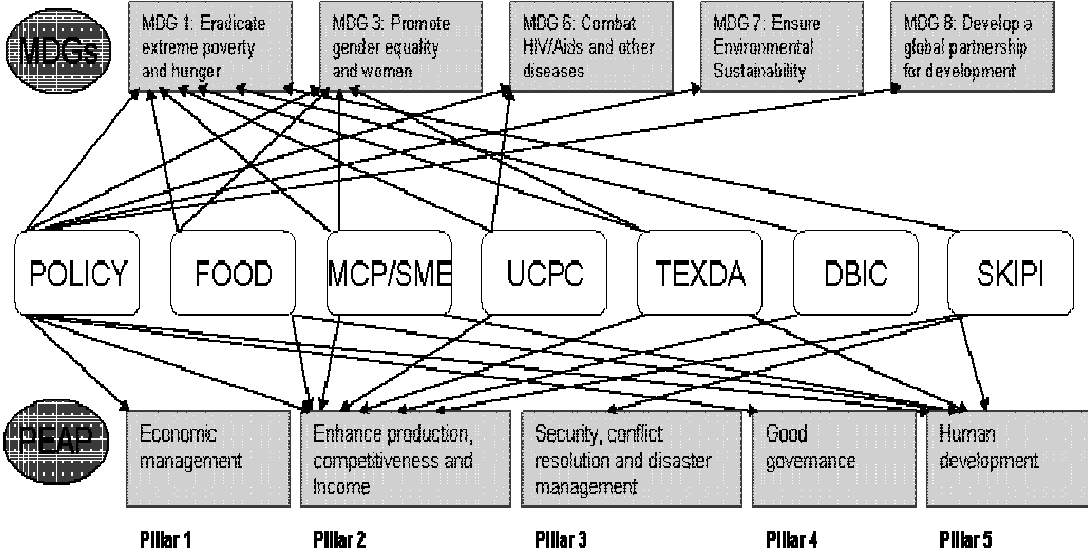 MDGs
MDG 1: Eradicate
extreme poverty
and hunger
MDG 3: Promote
gender equality
and women
MDG 6: Combat
HIV/Aids and other
diseases
MDG 7: Ensure
Environmental
Sustainability
MDG 8: Develop a
global partnership
for development
POLICY
FOOD
MCP/SME
UCPC
TEXDA
DBIC
SKIPI
PEAP
Economic
management
Enhance production,
competitiveness and
Income
Security, conflict
resolution and disaster
management
Good
governance
Human
development
Pillar 1
Pillar 2
Pillar 3
Pillar 4
Pillar 5